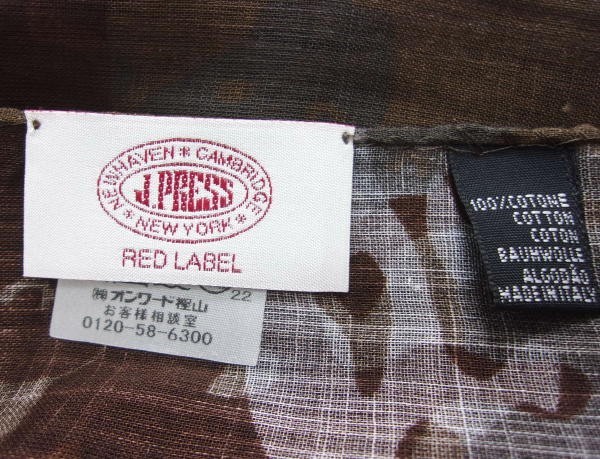 NEW HAVEN * CAMBRIDGE
J.PRESS
* NEW YORK *
RED LABEL
22
㈱オンワード樫山
お客様相談室
0120-58-6300
100%COTONE
COTTON
COTON
BAUMWOLLE
ALGODÃO
MADE IN ITALY